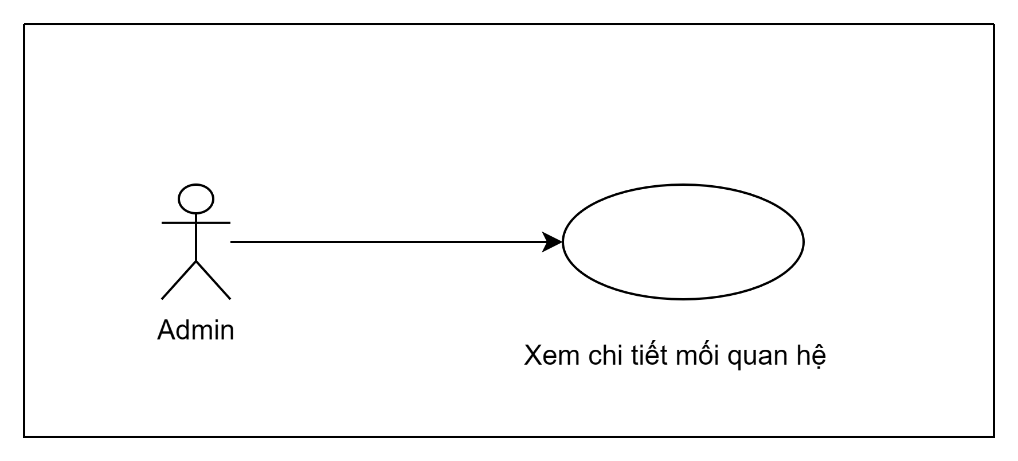 Admin
Xem chi tiết mối quan hệ